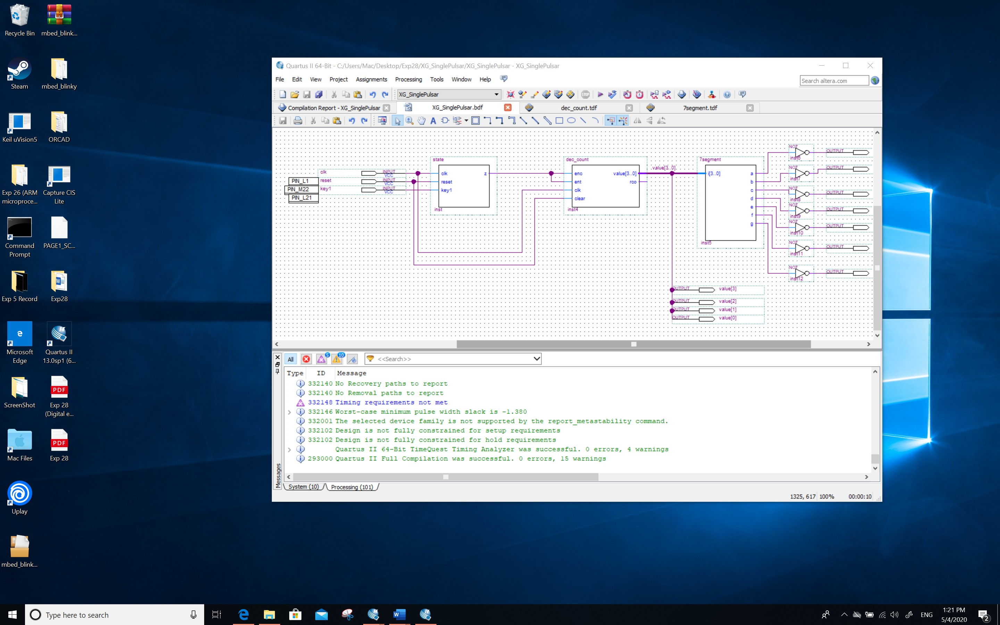 Recycle Bin
mbed_blink...
Steam
mbed_blinky
Keil uVision5
ORCAD
Exp 26 (ARM
microproce...
Capture CIS
Lite
Command
Prompt
PAGE1_SC...
Exp 5 Record
Exp28
Microsoft
Edge
Quartus II
13.0sp1 (6...
ScreenShot
PDF
Exp 28
(Digital e...
Mac Files
PDF
Exp 28
Uplay
mbed_blink...
Quartus II 64-Bit - C:/Users/Mac/Desktop/Exp28/XG_SinglePulsar/XG_SinglePulsar - XG_SinglePulsar
File Edit View Project Assignments Processing Tools Window Help
Search altera.com
XG_SinglePulsar
STOP
Compilation Report - XG_SinglePulsar
XG_SinglePulsar.bdf
dec_count.tdf
7segment.tdf
PIN_L1
PIN_M22
PIN_L21
clk
reset
key1
INPUT
VCC
INPUT
VCC
INPUT
VCC
state
clk
reset
key1
z
inst
dec_count
enc
ent
clk
clear
value[3..0]
rco
inst4
value[3..0]
7segment
i[3..0]
a
b
c
d
e
f
g
inst5
NOT
inst6
OUTPUT
NOT
inst7
OUTPUT
NOT
inst8
OUTPUT
NOT
inst9
OUTPUT
NOT
inst10
OUTPUT
NOT
inst11
OUTPUT
NOT
inst12
OUTPUT
OUTPUT value[3]
OUTPUT value[2]
OUTPUT value[1]
OUTPUT value[0]
All
5
10
<<Search>>
Type ID Message
332140 No Recovery paths to report
332140 No Removal paths to report
332148 Timing requirements not met
332146 Worst-case minimum pulse width slack is -1.380
332001 The selected device family is not supported by the report_metastability command.
332102 Design is not fully constrained for setup requirements
332102 Design is not fully constrained for hold requirements
Quartus II 64-Bit TimeQuest Timing Analyzer was successful. 0 errors, 4 warnings
293000 Quartus II Full Compilation was successful. 0 errors, 15 warnings
Messages
System (10)
Processing (101)
1325, 617 100% 00:00:10
Type here to search
ENG
1:21 PM
5/4/2020
2